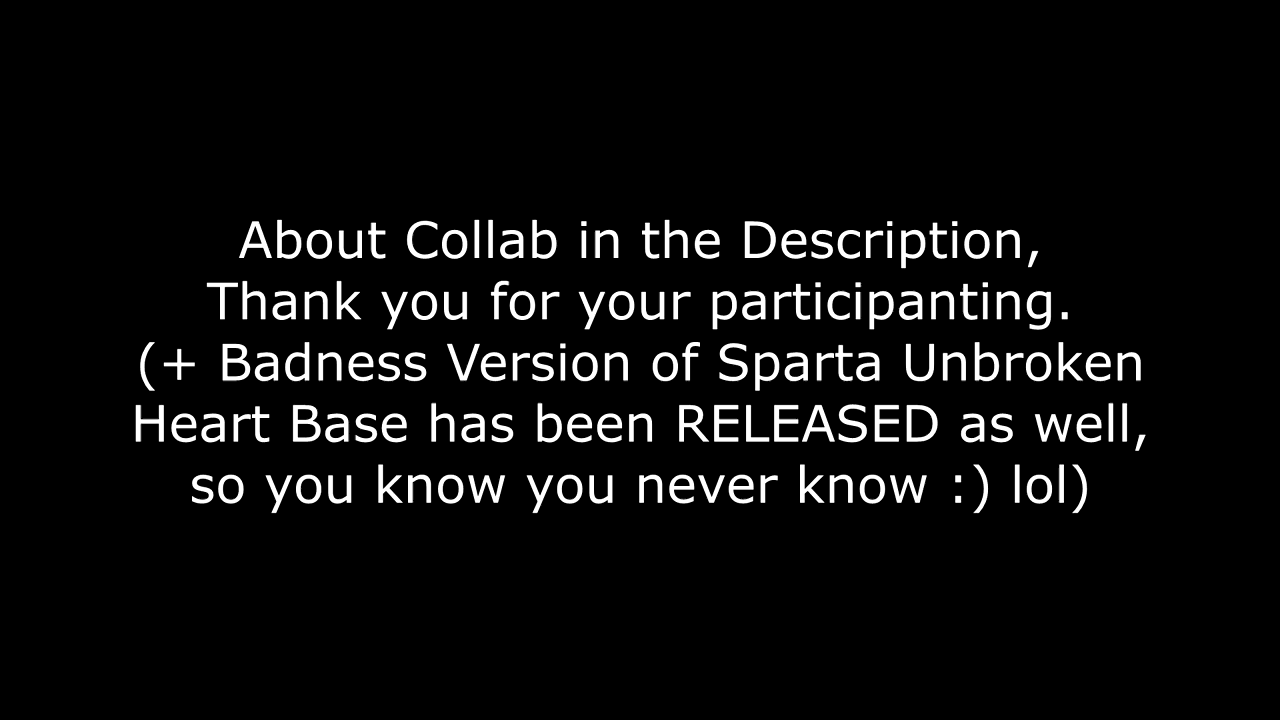 About Collab in the Description,
Thank you for your participanting.
(+ Badness Version of Sparta Unbroken
Heart Base has been RELEASED as well,
so you know you never know :) lol)